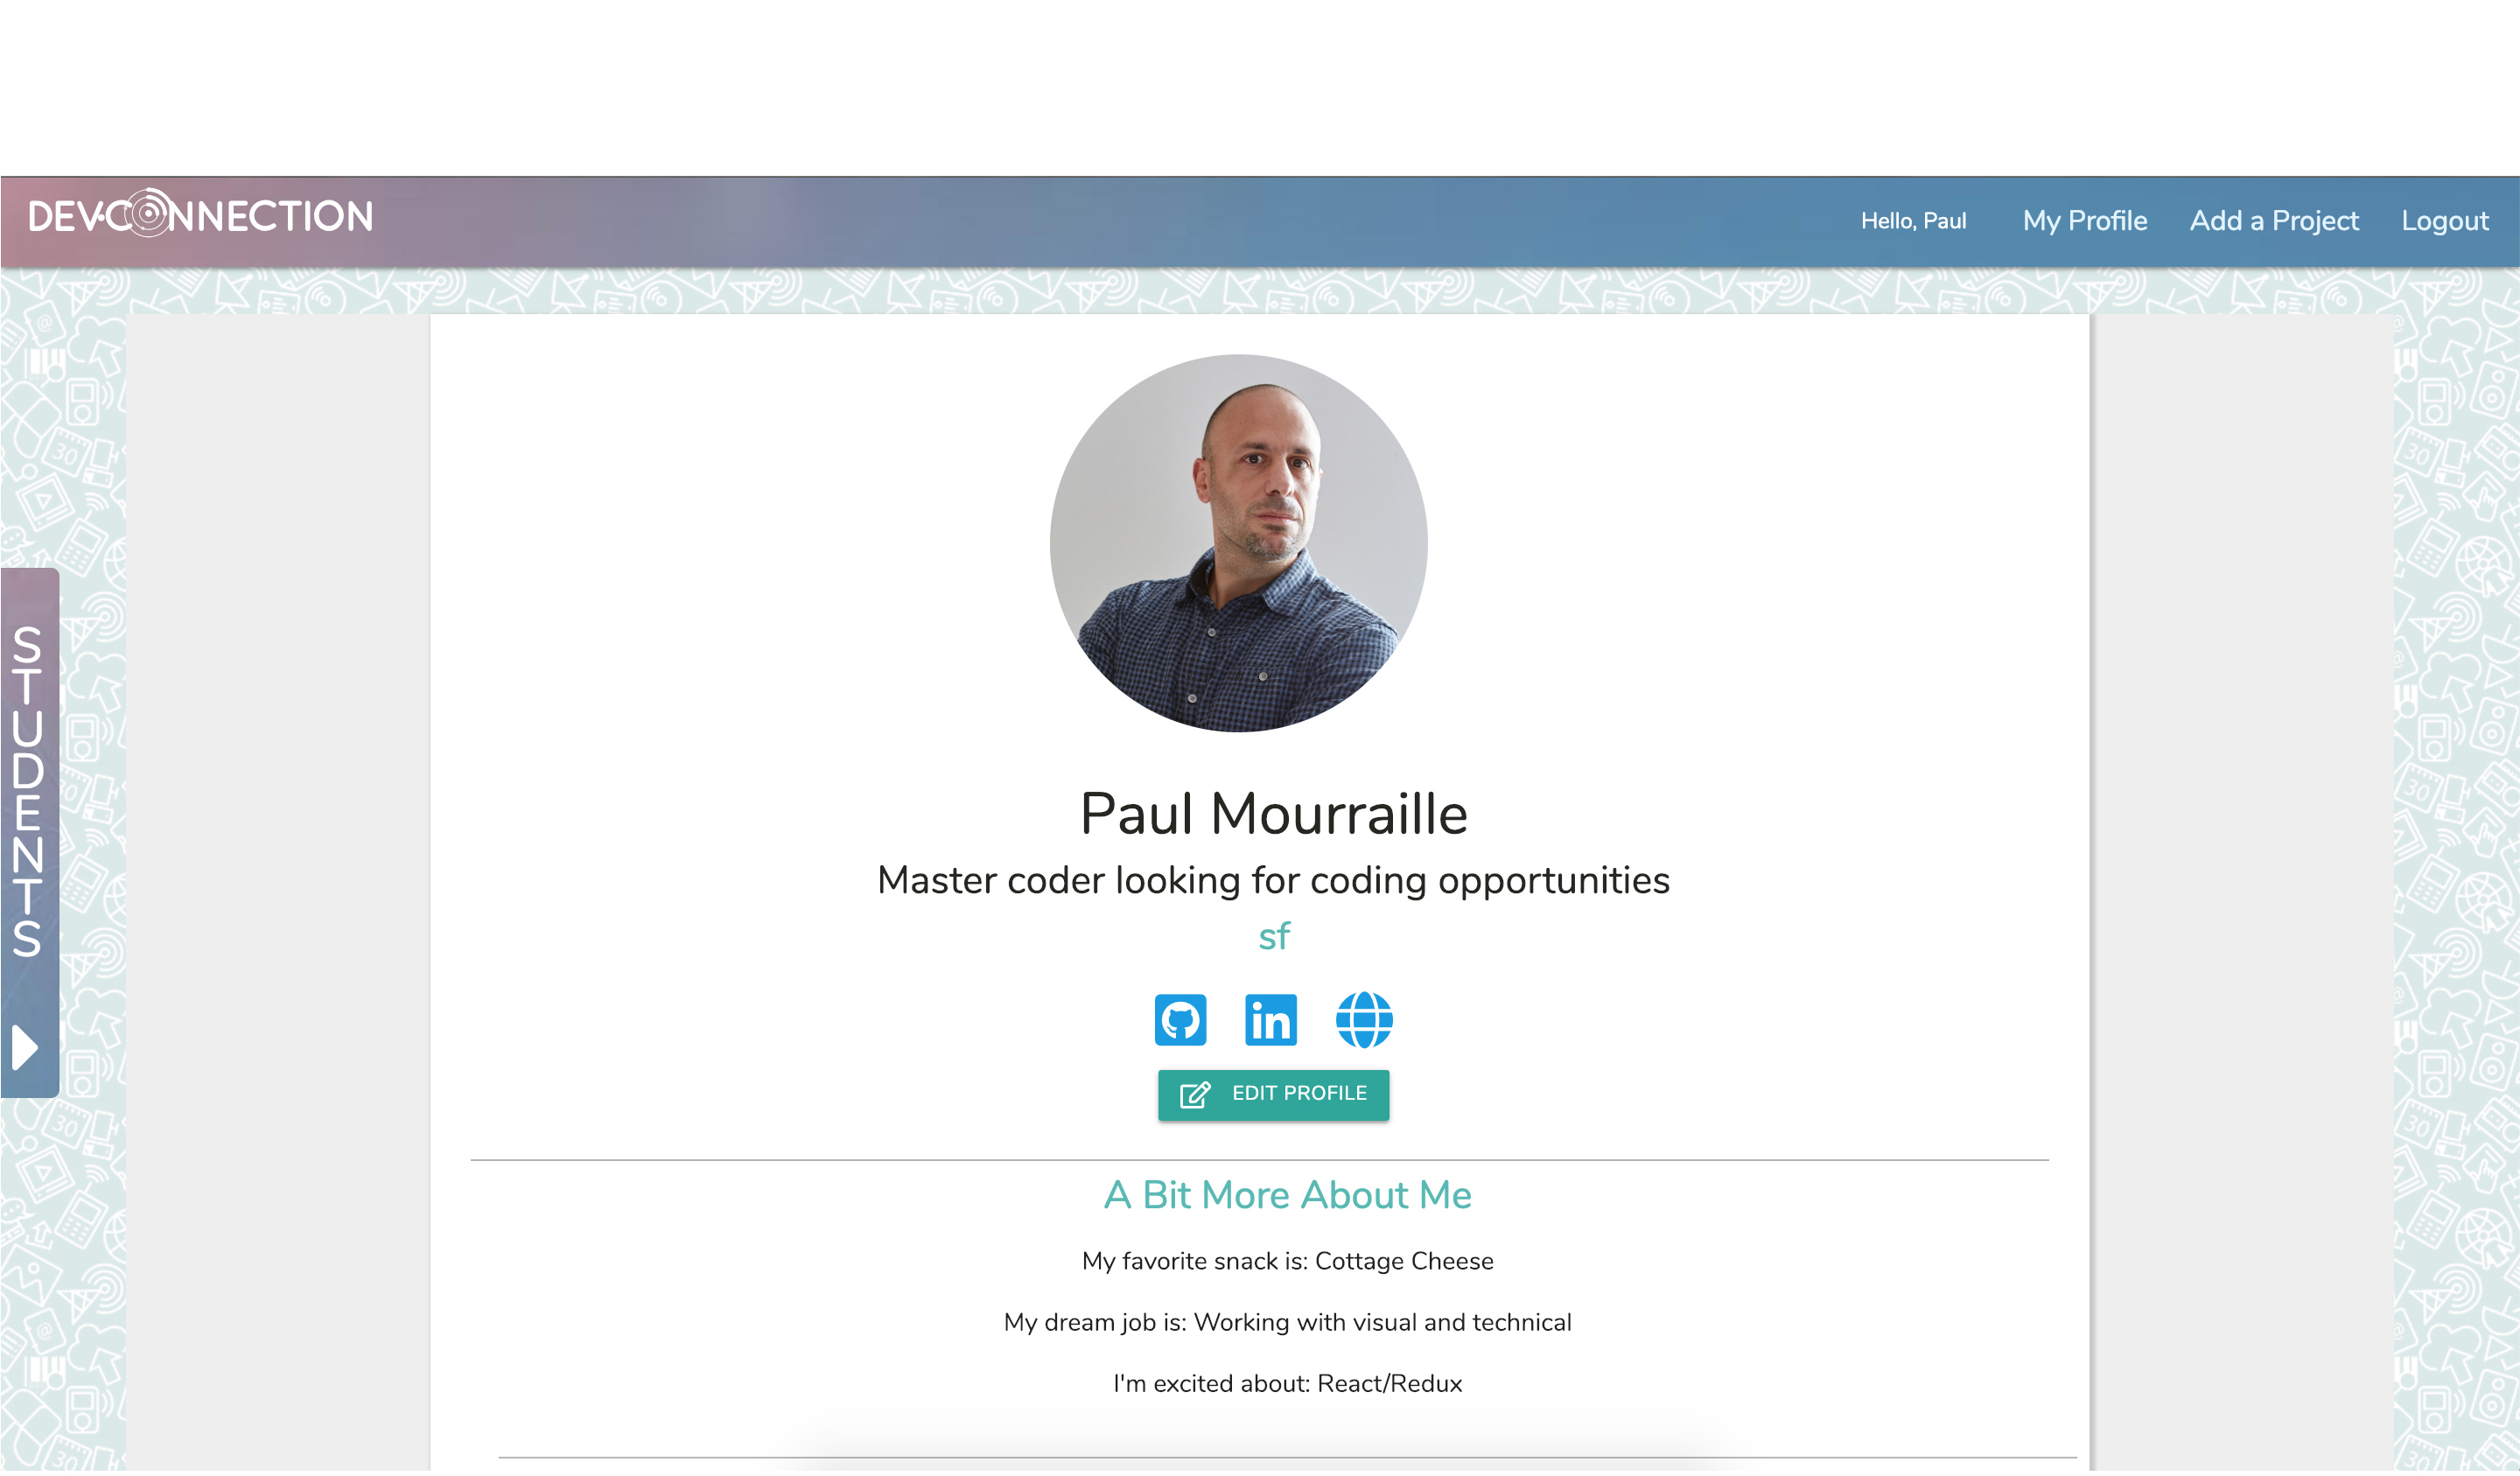 DEVCONNECTION
Hello, Paul
My Profile
Add a Project
Logout
STUDENTS
Paul Mourraille
Master coder looking for coding opportunities
sf
in
EDIT PROFILE
A Bit More About Me
My favorite snack is: Cottage Cheese
My dream job is: Working with visual and technical
I'm excited about: React/Redux